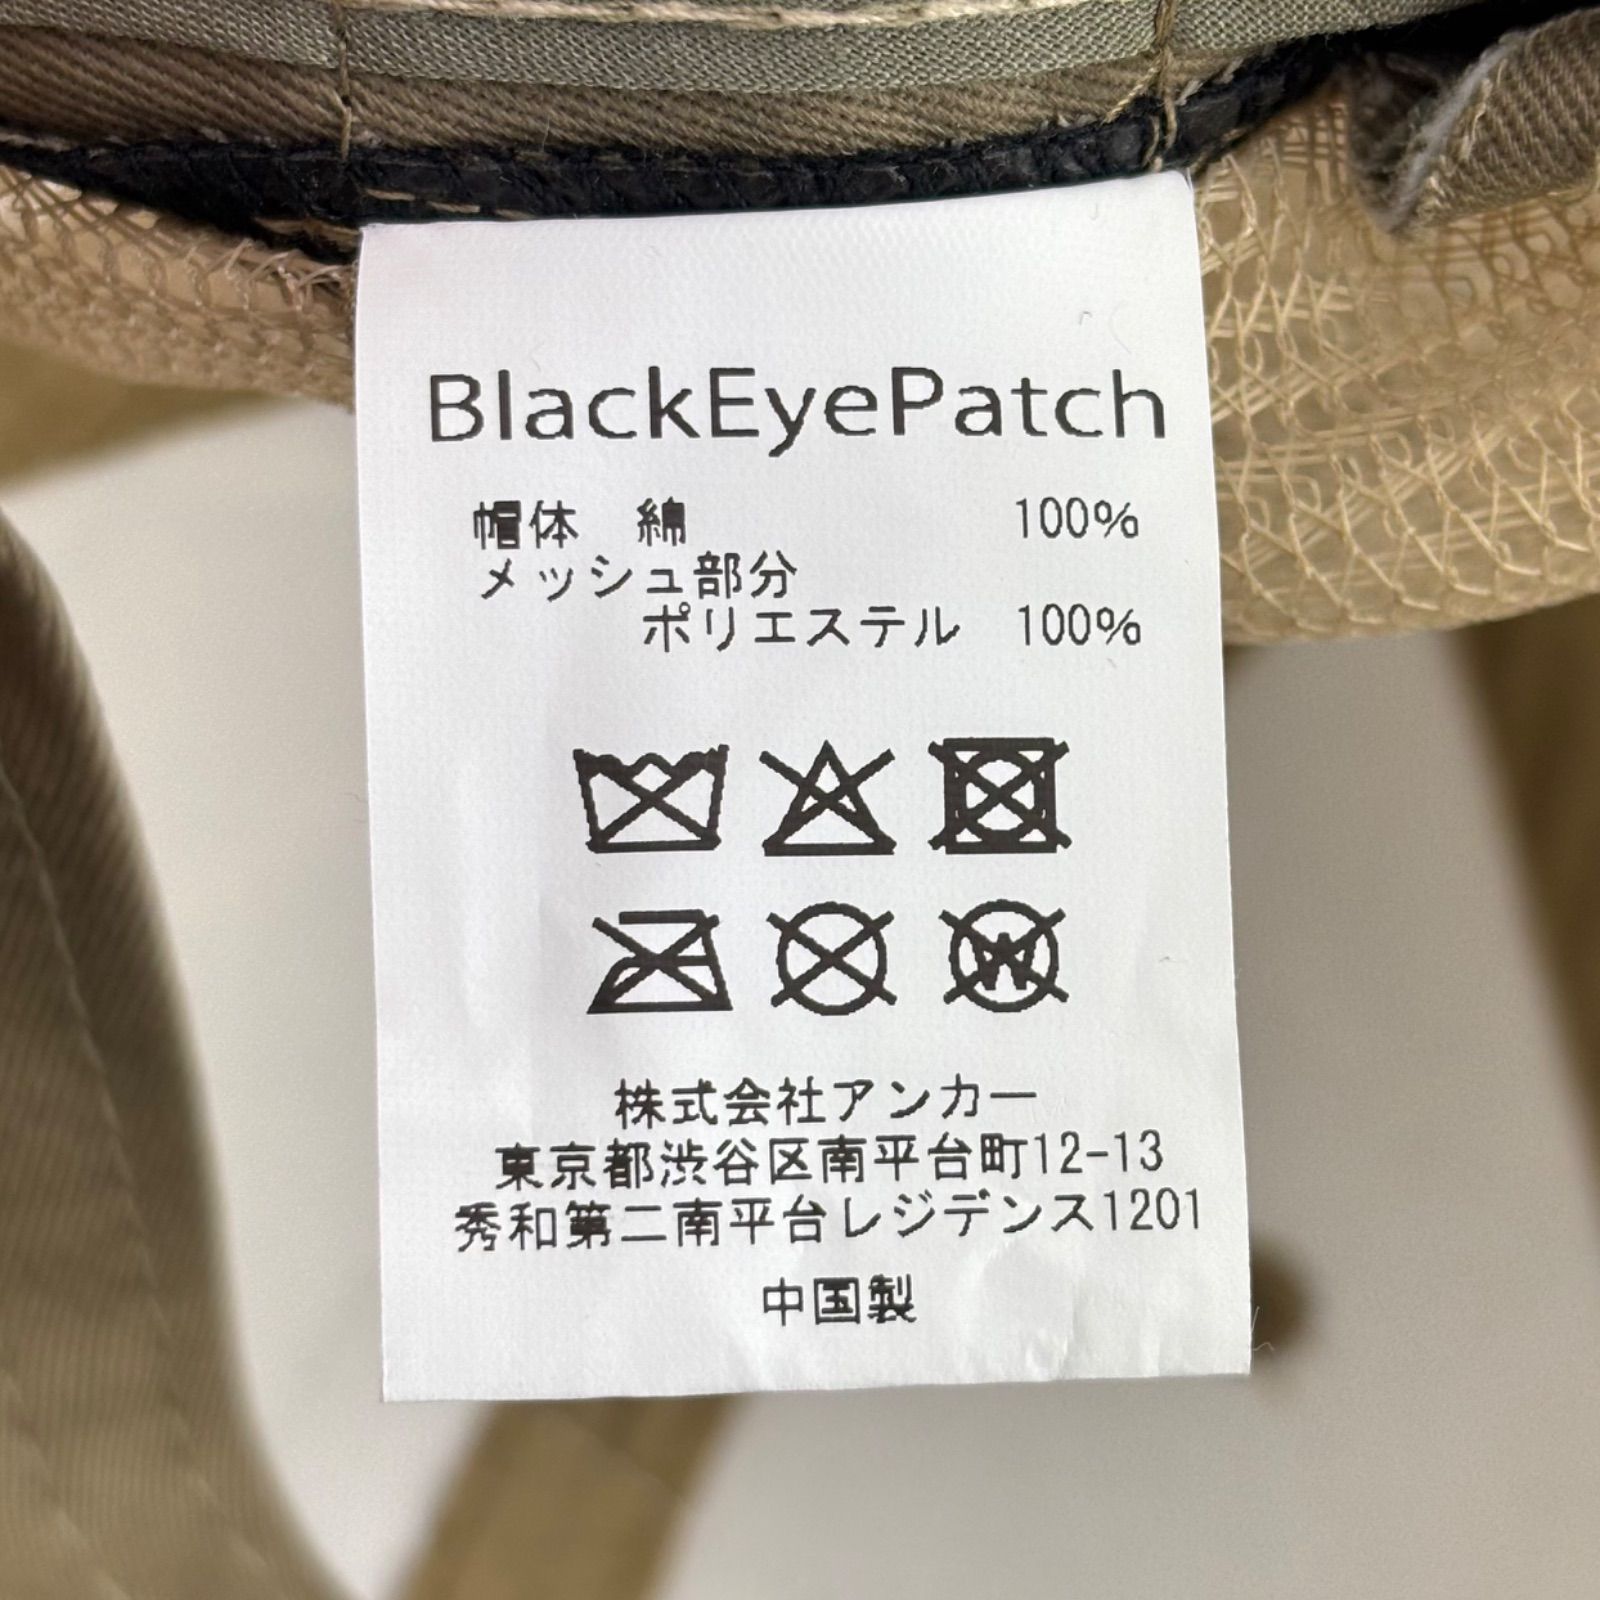 BlackEyePatch
帽体　綿　100%
メッシュ部分
ポリエステル　100%
W
株式会社アンカー
東京都渋谷区南平台町12-13
秀和第二南平台レジデンス1201
中国製